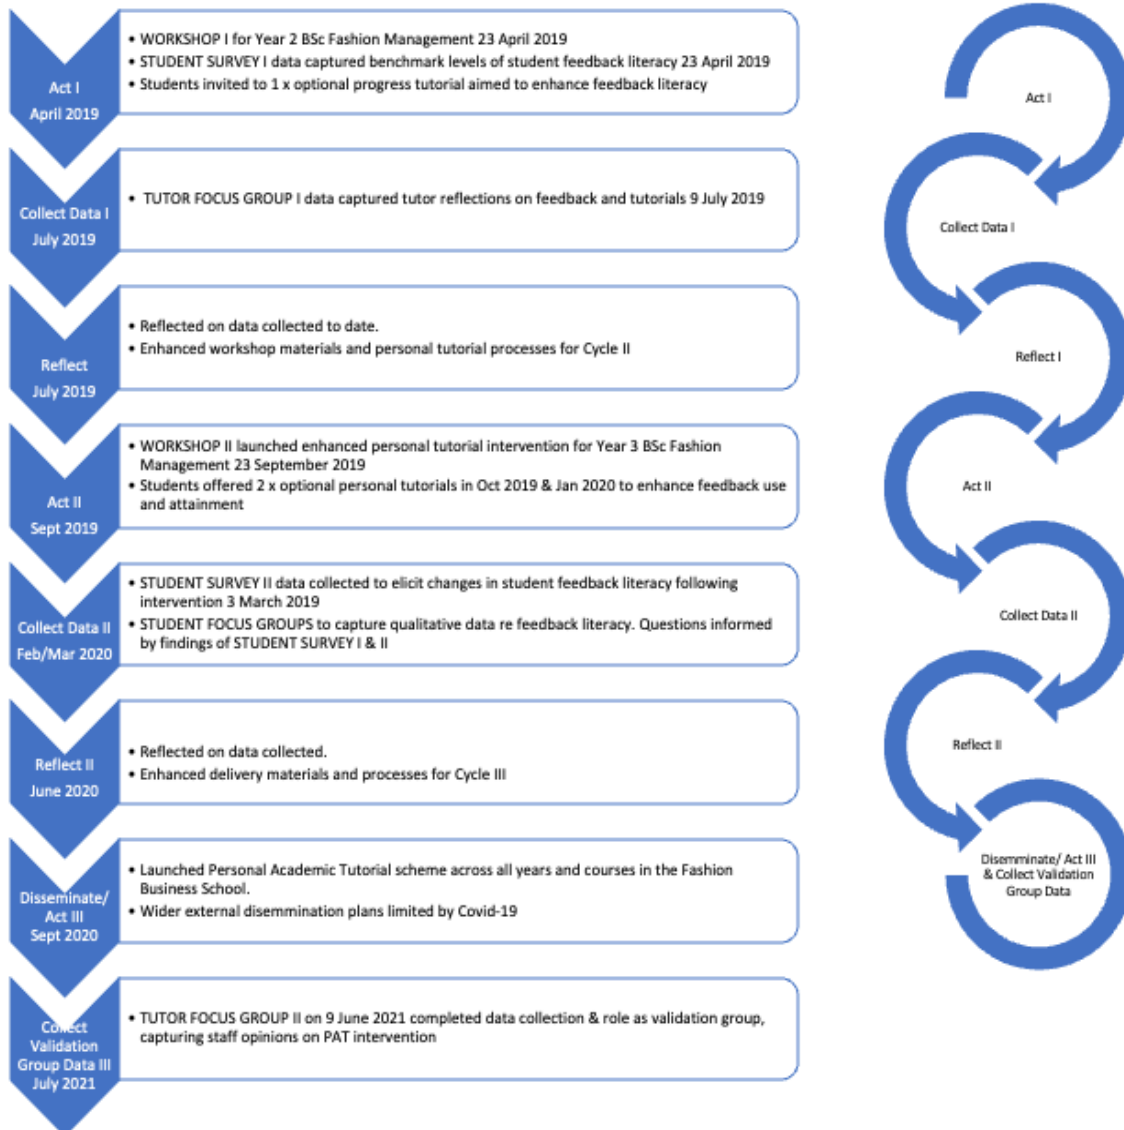 Act I
April 2019
• WORKSHOP I for Year 2 BSc Fashion Management 23 April 2019
• STUDENT SURVEY I data captured benchmark levels of student feedback literacy 23 April 2019
• Students invited to 1 x optional progress tutorial aimed to enhance feedback literacy
Collect Data I
July 2019
• TUTOR FOCUS GROUP I data captured tutor reflections on feedback and tutorials 9 July 2019
Reflect
July 2019
• Reflected on data collected to date.
• Enhanced workshop materials and personal tutorial processes for Cycle II
Act II
Sept 2019
• WORKSHOP II launched enhanced personal tutorial intervention for Year 3 BSc Fashion
Management 23 September 2019
• Students offered 2 x optional personal tutorials in Oct 2019 & Jan 2020 to enhance feedback use
and attainment
Collect Data II
Feb/Mar 2020
• STUDENT SURVEY II data collected to elicit changes in student feedback literacy following
intervention 3 March 2019
• STUDENT FOCUS GROUPS to capture qualitative data re feedback literacy. Questions informed
by findings of STUDENT SURVEY I & II
Reflect II
June 2020
• Reflected on data collected.
• Enhanced delivery materials and processes for Cycle III
Disseminate/
Act III
Sept 2020
• Launched Personal Academic Tutorial scheme across all years and courses in the Fashion
Business School.
• Wider external disemmination plans limited by Covid-19
Collect
Validation
Group Data III
July 2021
• TUTOR FOCUS GROUP II on 9 June 2021 completed data collection & role as validation group,
capturing staff opinions on PAT intervention
Act I
Collect Data I
Reflect I
Act II
Collect Data II
Reflect II
Disemminate/ Act III
& Collect Validation
Group Data